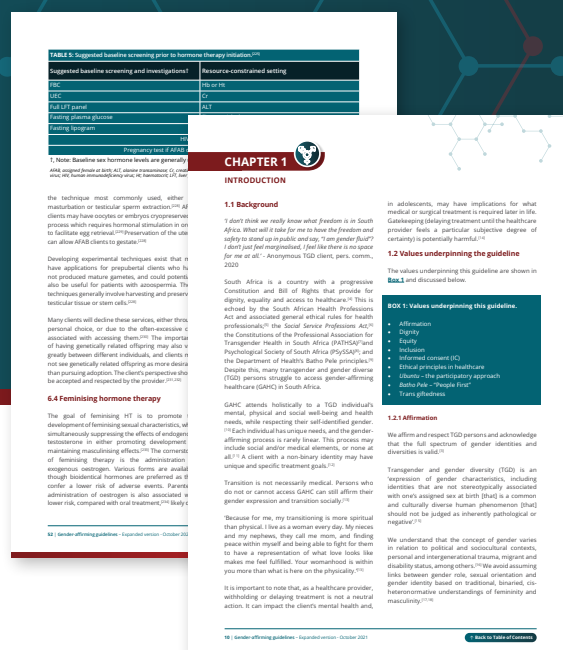 TABLE 5: Suggested baseline screening prior to hormone therapy initiation.[224]
Suggested baseline screening and investigations†
Resource-constrained setting
FBC
Hb or Ht
UEC
Cr
Full LFT panel
ALT
Fasting plasma glucose
Fasting lipogram
HIV
Pregnancy test if AFAB
†, Note: Baseline sex hormone levels are generally
AFAB, assigned female at birth; ALT, alanine transaminase; Cr,
virus; HIV, human immunodeficiency virus; Ht, haematocrit; LFT,
the technique most commonly used, either
masturbation or testicular sperm extraction.
clients may have oocytes or embryos cryopreserved
process which requires hormonal stimulation in
to facilitate egg retrieval. Preservation of the
can allow AFAB clients to gestate.
Developing experimental techniques exist that
have applications for prepubertal clients who
not produced mature gametes, and could
also be useful for patients with azoospermia.
techniques generally involve harvesting and
testicular tissue or stem cells.
Many clients will decline these services, either
personal choice, or due to the often-excessive
associated with accessing them. The
of having genetically related offspring may
greatly between different individuals, and clients
not see genetically related offspring as more
than pursuing adoption. The client's perspective
be accepted and respected by the provider.
6.4 Feminising hormone therapy
The goal of feminising HT is to promote
development of feminising sexual characteristics,
simultaneously suppressing the effects of
testosterone in either promoting development
maintaining masculinising effects. The
of feminising therapy is the administration
exogenous oestrogen. Various forms are
though bioidentical hormones are preferred as
confer a lower risk of adverse events.
administration of oestrogen is also associated
lower risk, compared with oral treatment, likely
52 | Gender-affirming guidelines – Expanded version - October
CHAPTER 1
INTRODUCTION
1.1 Background
'I don't think we really know what freedom is in South
Africa. What will it take for me to have the freedom and
safety to stand up in public and say, "I am gender fluid"?
I don't just feel marginalised, I feel like there is no space
for me at all.' - Anonymous TGD client, pers. comm.,
2020
South Africa is a country with a progressive
Constitution and Bill of Rights that provide for
dignity, equality and access to healthcare. This is
echoed by the South African Health Professions
Act and associated general ethical rules for health
professionals; the Social Service Professions Act,
the Constitutions of the Professional Association for
Transgender Health in South Africa (PATHSA) and
Psychological Society of South Africa (PSySSA); and
the Department of Health's Batho Pele principles.
Despite this, many transgender and gender diverse
(TGD) persons struggle to access gender-affirming
healthcare (GAHC) in South Africa.
GAHC attends holistically to a TGD individual's
mental, physical and social well-being and health
needs, while respecting their self-identified gender.
Each individual has unique needs, and the gender-
affirming process is rarely linear. This process may
include social and/or medical elements, or none at
all. A client with a non-binary identity may have
unique and specific treatment goals.
Transition is not necessarily medical. Persons who
do not or cannot access GAHC can still affirm their
gender expression and transition socially.
'Because for me, my transitioning is more spiritual
than physical. I live as a woman every day. My nieces
and my nephews, they call me mom, and finding
peace within myself and being able to fight for them
to have a representation of what love looks like
makes me feel fulfilled. Your womanhood is within
you more than what is here on the physicality.'
It is important to note that, as a healthcare provider,
withholding or delaying treatment is not a neutral
action. It can impact the client's mental health and,
in adolescents, may have implications for what
medical or surgical treatment is required later in life.
Gatekeeping (delaying treatment until the healthcare
provider feels a particular subjective degree of
certainty) is potentially harmful.[14]
1.2 Values underpinning the guideline
The values underpinning the guideline are shown in
Box 1 and discussed below.
BOX 1: Values underpinning this guideline.
• Affirmation
• Dignity
• Equity
• Inclusion
• Informed consent (IC)
• Ethical principles in healthcare
• Ubuntu – the participatory approach
• Batho Pele – "People First"
• Trans giftedness
1.2.1 Affirmation
We affirm and respect TGD persons and acknowledge
that the full spectrum of gender identities and
diversities is valid.
Transgender and gender diversity (TGD) is an
'expression of gender characteristics, including
identities that are not stereotypically associated
with one's assigned sex at birth [that] is a common
and culturally diverse human phenomenon [that]
should not be judged as inherently pathological or
negative'.
We understand that the concept of gender varies
in relation to political and sociocultural contexts,
personal and intergenerational trauma, migrant and
disability status, among others. We avoid assuming
links between gender role, sexual orientation and
gender identity based on traditional, binaried, cis-
heteronormative understandings of femininity and
masculinity.
18 | Gender-affirming guidelines – Expanded version - October 2021
↑ Back to Table of Contents